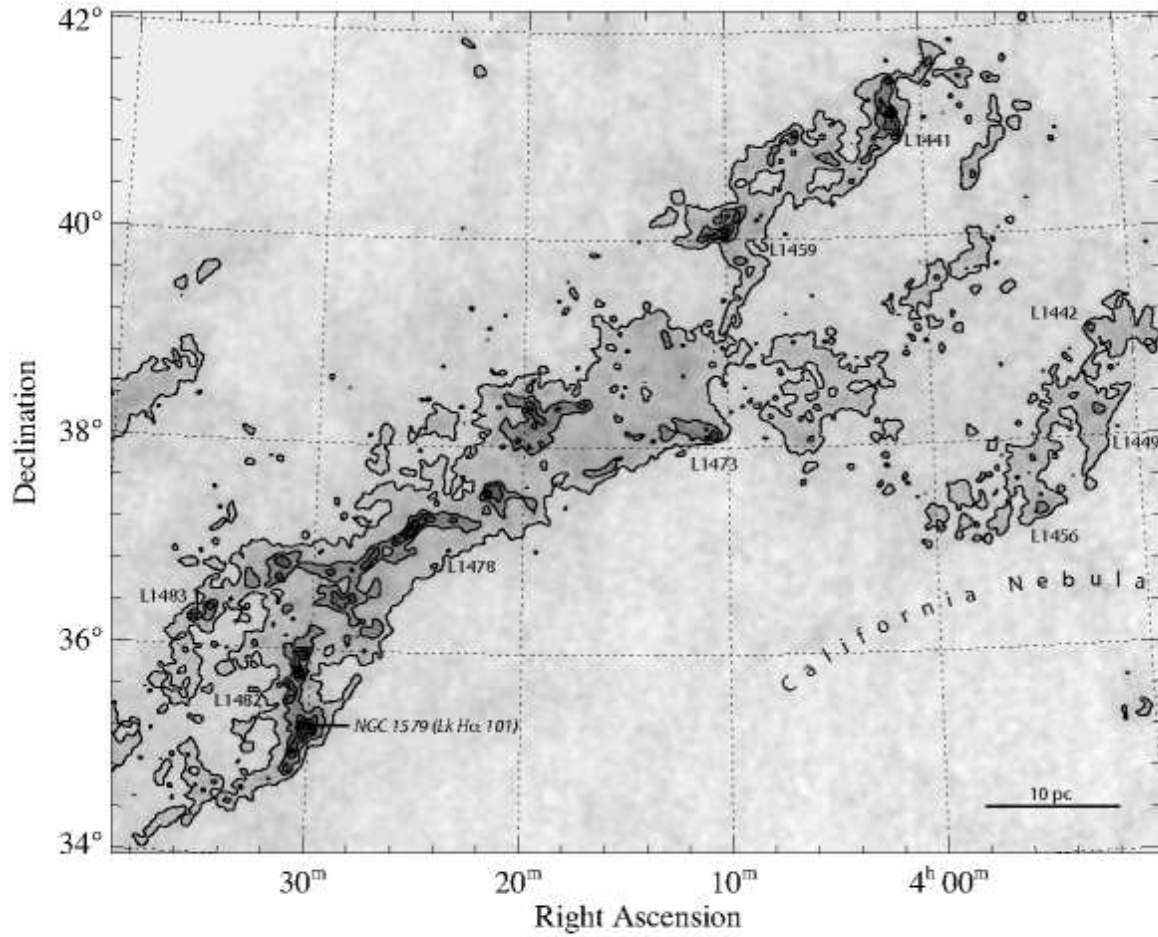 42°
L1441
40°
L1459
L1442
38°
L1449
L1473
L1456
L1478
L1483
California Nebula
36°
L1482
NGC 1579 (Lk Hα 101)
10 pc
34°
30ᵐ 20ᵐ 10ᵐ 4ʰ 00ᵐ
Right Ascension
Declination